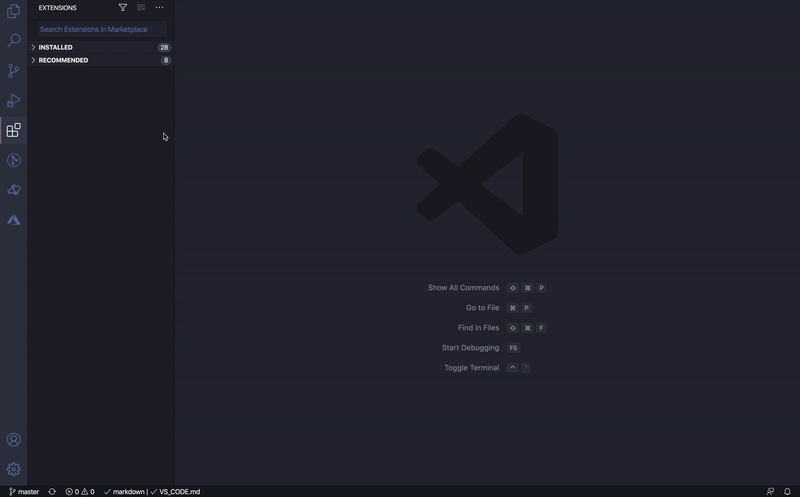 EXTENSIONS
Search Extensions in Marketplace
INSTALLED 28
RECOMMENDED 8
Show All Commands ⇧ ⌘ P
Go to File ⌘ P
Find in Files ⇧ ⌘ F
Start Debugging F5
Toggle Terminal ^ `
master 0 0 markdown | VS_CODE.md